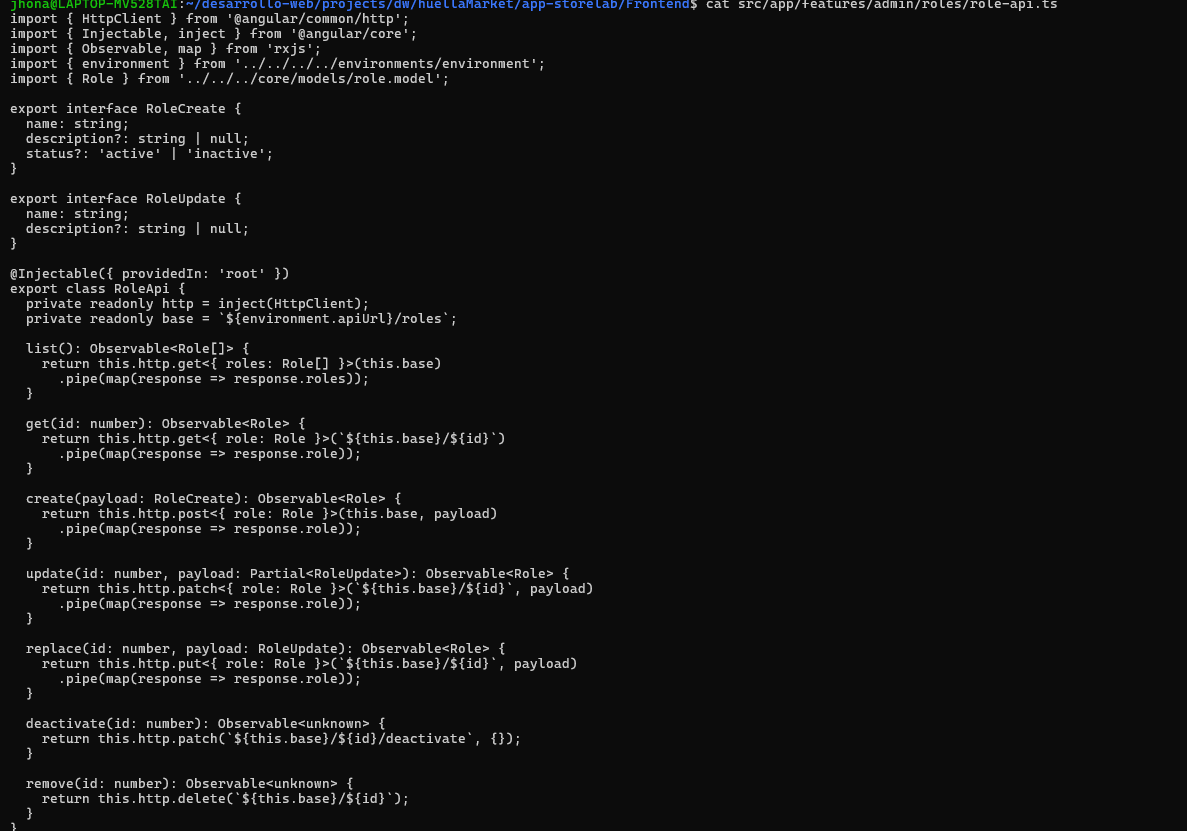 jhona@LAPTOP-MV528TAI:~/desarrollo-web/projects/dw/huellaMarket/app-storelab/Frontend$ cat src/app/features/admin/roles/role-api.ts
import { HttpClient } from '@angular/common/http';
import { Injectable, inject } from '@angular/core';
import { Observable, map } from 'rxjs';
import { environment } from '../../../../environments/environment';
import { Role } from '../../../core/models/role.model';

export interface RoleCreate {
  name: string;
  description?: string | null;
  status?: 'active' | 'inactive';
}

export interface RoleUpdate {
  name: string;
  description?: string | null;
}

@Injectable({ providedIn: 'root' })
export class RoleApi {
  private readonly http = inject(HttpClient);
  private readonly base = `${environment.apiUrl}/roles`;

  list(): Observable<Role[]> {
    return this.http.get<{ roles: Role[] }>(this.base)
      .pipe(map(response => response.roles));
  }

  get(id: number): Observable<Role> {
    return this.http.get<{ role: Role }>(`${this.base}/${id}`)
      .pipe(map(response => response.role));
  }

  create(payload: RoleCreate): Observable<Role> {
    return this.http.post<{ role: Role }>(this.base, payload)
      .pipe(map(response => response.role));
  }

  update(id: number, payload: Partial<RoleUpdate>): Observable<Role> {
    return this.http.patch<{ role: Role }>(`${this.base}/${id}`, payload)
      .pipe(map(response => response.role));
  }

  replace(id: number, payload: RoleUpdate): Observable<Role> {
    return this.http.put<{ role: Role }>(`${this.base}/${id}`, payload)
      .pipe(map(response => response.role));
  }

  deactivate(id: number): Observable<unknown> {
    return this.http.patch(`${this.base}/${id}/deactivate`, {});
  }

  remove(id: number): Observable<unknown> {
    return this.http.delete(`${this.base}/${id}`);
  }
}